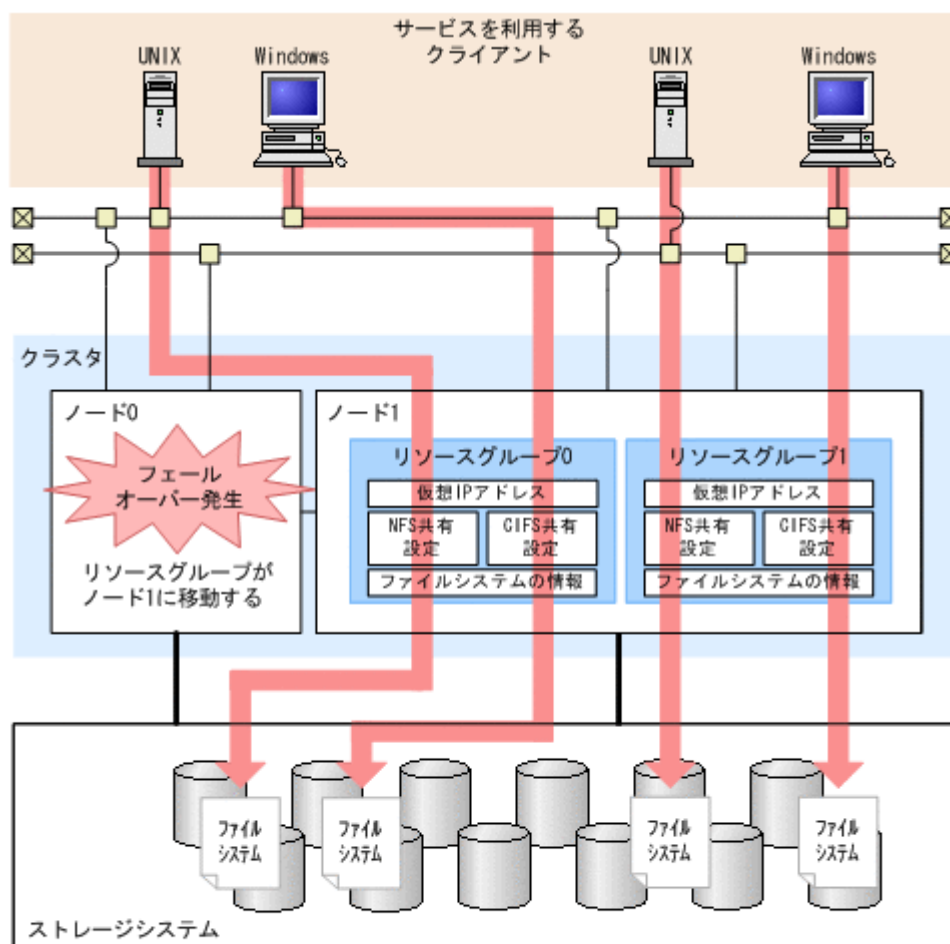 サービスを利用する
クライアント
UNIX
Windows
UNIX
Windows
クラスタ
ノード0
フェール
オーバー発生
リソースグループが
ノード1に移動する
ノード1
リソースグループ0
仮想IPアドレス
NFS共有
設定
CIFS共有
設定
ファイルシステムの情報
リソースグループ1
仮想IPアドレス
NFS共有
設定
CIFS共有
設定
ファイルシステムの情報
ファイル
システム
ファイル
システム
ファイル
システム
ファイル
システム
ストレージシステム